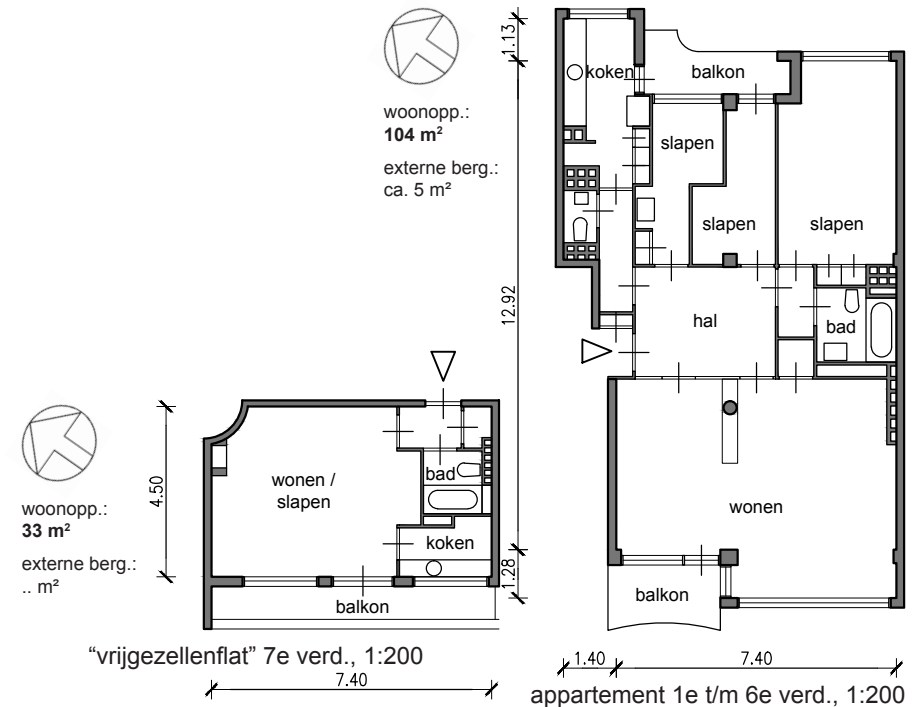 woonopp.:
104 m²
externe berg.:
ca. 5 m²
1.13
12.92
1.28
koken
balkon
slapen
slapen
slapen
hal
bad
wonen
balkon
1.40
7.40
appartement 1e t/m 6e verd., 1:200
woonopp.:
33 m²
externe berg.:
.. m²
4.50
wonen /
slapen
bad
koken
balkon
“vrijgezellenflat” 7e verd., 1:200
7.40